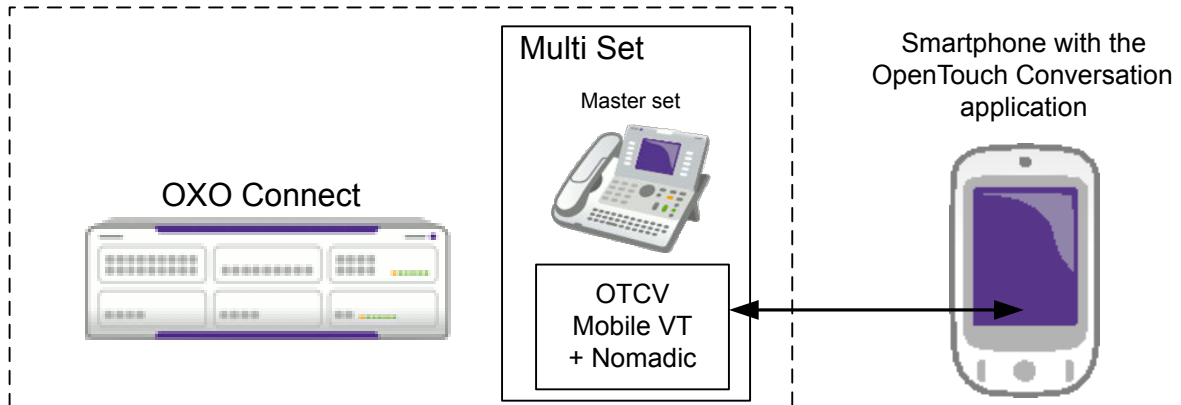 Multi Set
Master set
Smartphone with the
OpenTouch Conversation
application
OXO Connect
OTCV
Mobile VT
+ Nomadic